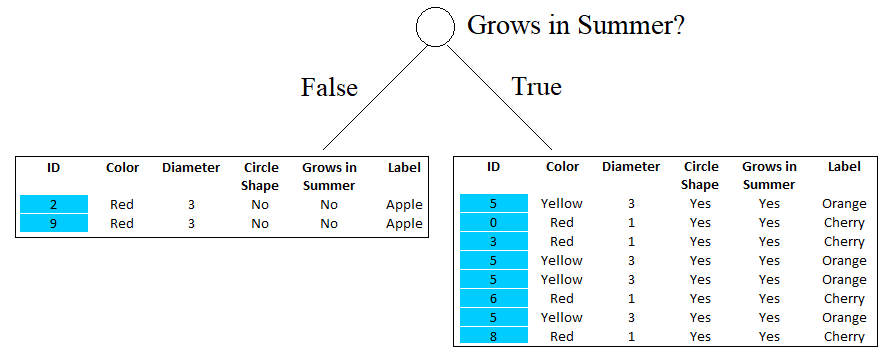 Grows in Summer?
False
True
ID Color Diameter Circle Shape Grows in Summer Label
2 Red 3 No No Apple
9 Red 3 No No Apple
ID Color Diameter Circle Shape Grows in Summer Label
5 Yellow 3 Yes Yes Orange
0 Red 1 Yes Yes Cherry
3 Red 1 Yes Yes Cherry
5 Yellow 3 Yes Yes Orange
5 Yellow 3 Yes Yes Orange
6 Red 1 Yes Yes Cherry
5 Yellow 3 Yes Yes Orange
8 Red 1 Yes Yes Cherry